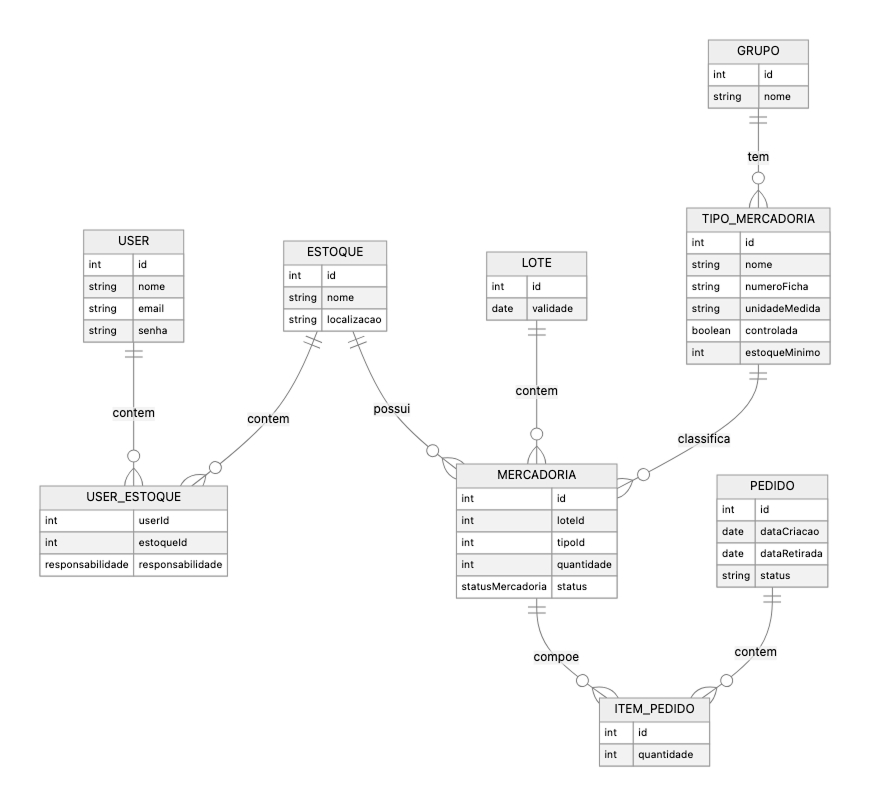 GRUPO
int id
string nome
tem
TIPO_MERCADORIA
int id
string nome
string numeroFicha
string unidadeMedida
boolean controlada
int estoqueMinimo
USER
int id
string nome
string email
string senha
ESTOQUE
int id
string nome
string localizacao
LOTE
int id
date validade
contem
contem
possui
contem
classifica
USER_ESTOQUE
int userId
int estoqueId
responsabilidade responsabilidade
MERCADORIA
int id
int loteId
int tipoId
int quantidade
statusMercadoria status
PEDIDO
int id
date dataCriacao
date dataRetirada
string status
compoe
contem
ITEM_PEDIDO
int id
int quantidade